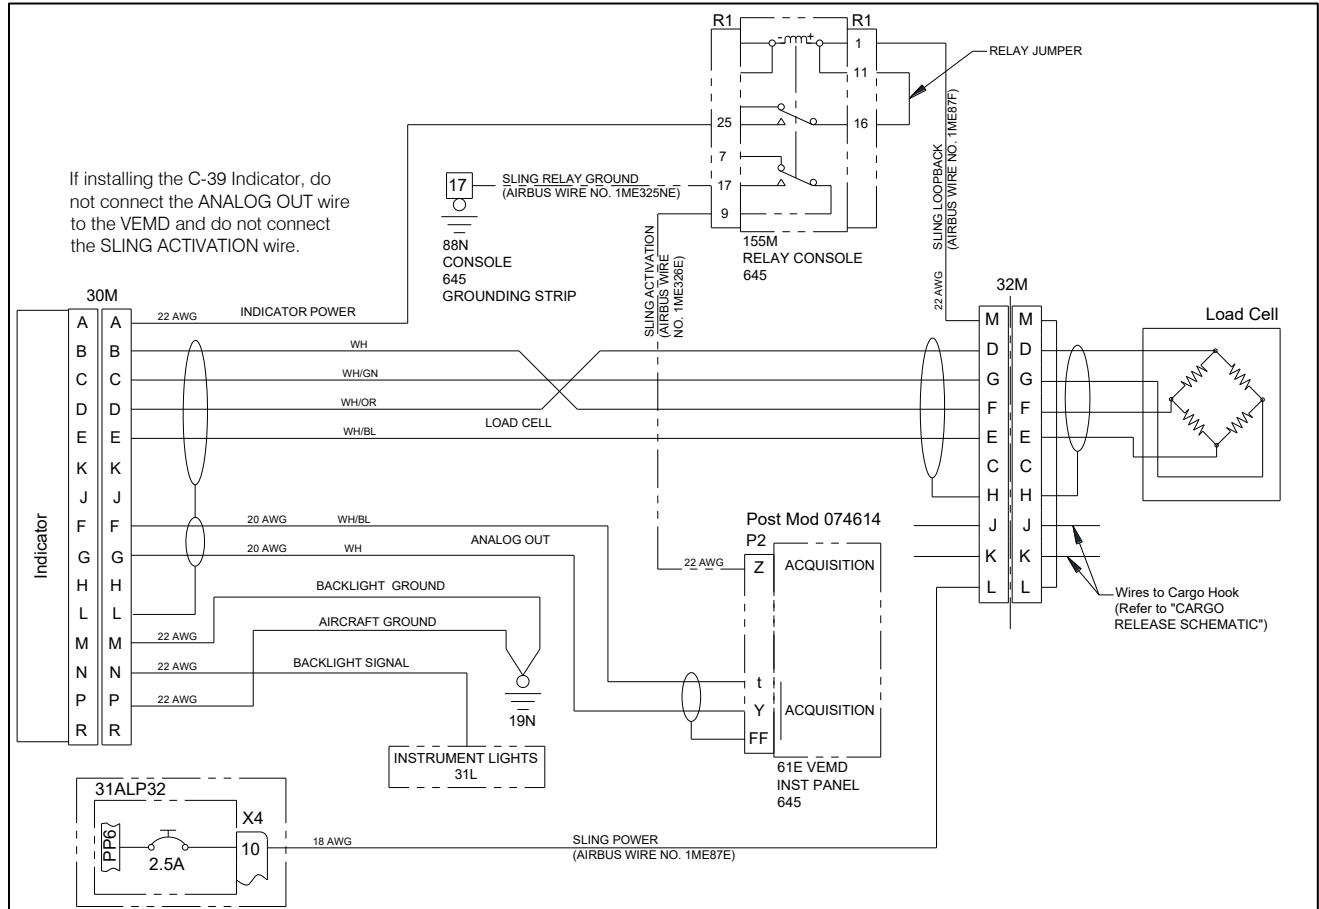 R1
R1
- +
1
11
25
16
7
17
9
RELAY JUMPER
SLING LOOPBACK
(AIRBUS WIRE NO. 1ME87F)
22 AWG
If installing the C-39 Indicator, do
not connect the ANALOG OUT wire
to the VEMD and do not connect
the SLING ACTIVATION wire.
17
SLING RELAY GROUND
(AIRBUS WIRE NO. 1ME325NE)
88N
CONSOLE
645
GROUNDING STRIP
155M
RELAY CONSOLE
645
SLING ACTIVATION
(AIRBUS WIRE
NO. 1ME326E)
30M
Indicator
A A
B B
C C
D D
E E
K K
J J
F F
G G
H H
L L
M M
N N
P P
R R
22 AWG INDICATOR POWER
WH
WH/GN
WH/OR
LOAD CELL
WH/BL
20 AWG WH/BL
ANALOG OUT
20 AWG WH
BACKLIGHT GROUND
22 AWG
AIRCRAFT GROUND
22 AWG
BACKLIGHT SIGNAL
22 AWG
19N
INSTRUMENT LIGHTS
31L
32M
M M
D D
G G
F F
E E
C C
H H
J J
K K
L L
Load Cell
Wires to Cargo Hook
(Refer to "CARGO
RELEASE SCHEMATIC")
Post Mod 074614
P2
22 AWG
Z ACQUISITION
t
Y ACQUISITION
FF
61E VEMD
INST PANEL
645
31ALP32
PP6
2.5A
X4
10
18 AWG
SLING POWER
(AIRBUS WIRE NO. 1ME87E)